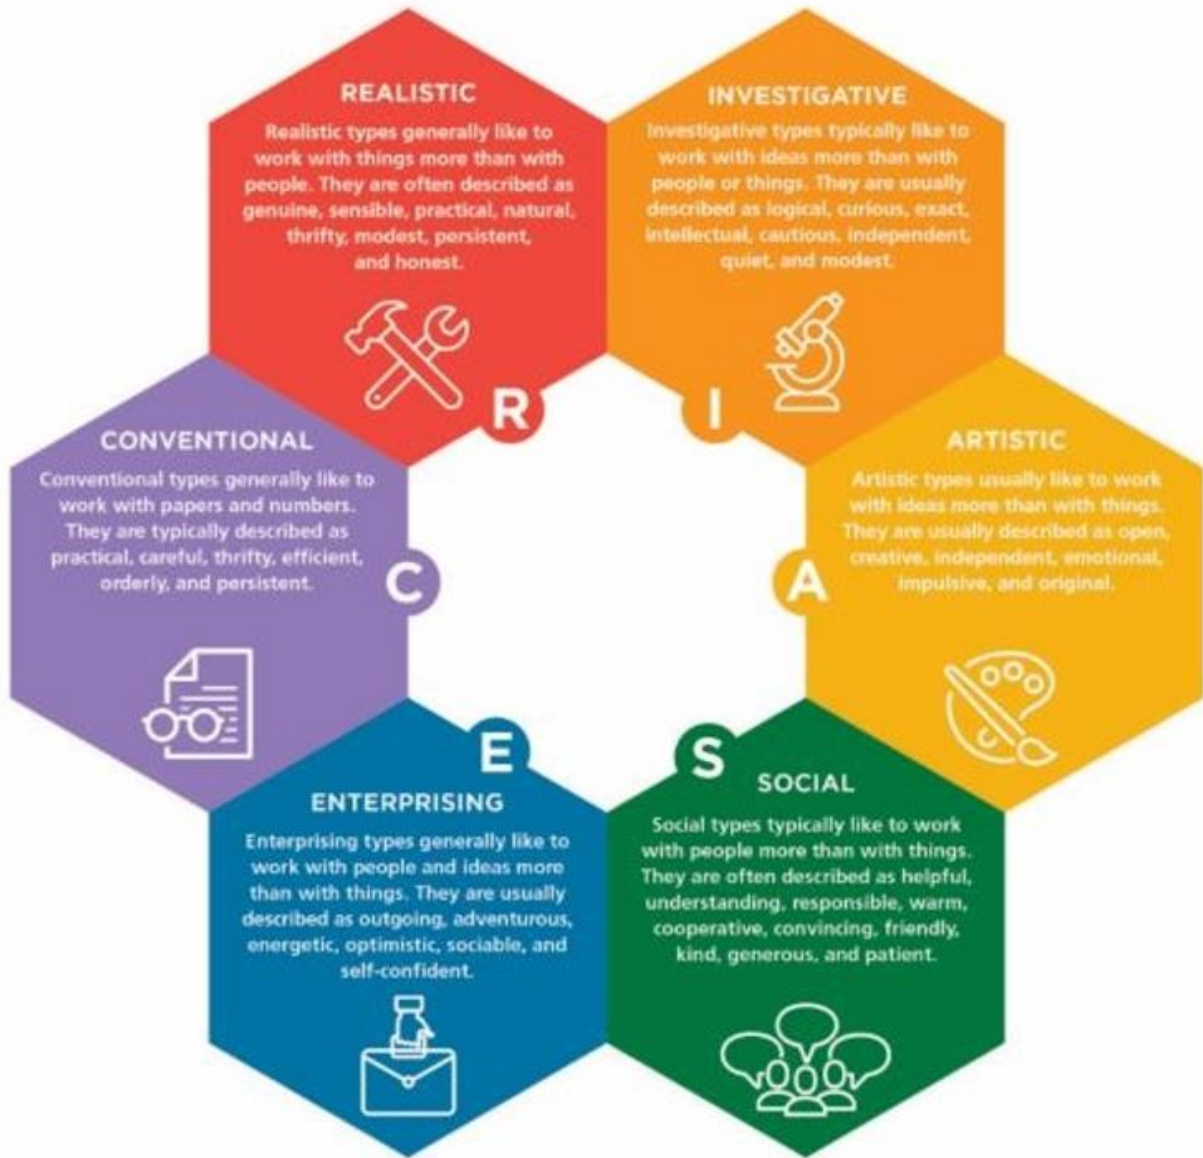 REALISTIC
Realistic types generally like to
work with things more than with
people. They are often described as
genuine, sensible, practical, natural,
thrifty, modest, persistent,
and honest.
R
INVESTIGATIVE
Investigative types typically like to
work with ideas more than with
people or things. They are usually
described as logical, curious, exact,
intellectual, cautious, independent,
quiet, and modest.
I
ARTISTIC
Artistic types usually like to work
with ideas more than with things.
They are usually described as open,
creative, independent, emotional,
impulsive, and original.
A
SOCIAL
Social types typically like to work
with people more than with things.
They are often described as helpful,
understanding, responsible, warm,
cooperative, convincing, friendly,
kind, generous, and patient.
S
ENTERPRISING
Enterprising types generally like to
work with people and ideas more
than with things. They are usually
described as outgoing, adventurous,
energetic, optimistic, sociable, and
self-confident.
E
CONVENTIONAL
Conventional types generally like to
work with papers and numbers.
They are typically described as
practical, careful, thrifty, efficient,
orderly, and persistent.
C